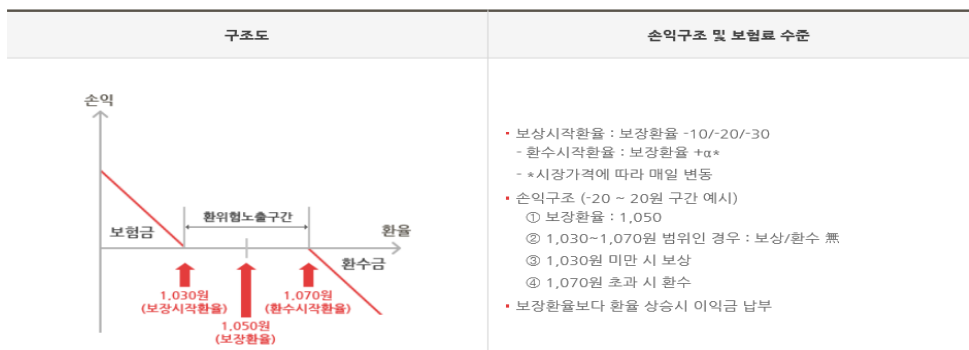 구조도
손익구조 및 보험료 수준
손익
보험금
환위험노출구간
환율
환수금
1,030원
(보장시작환율)
1,050원
(보장환율)
1,070원
(환수시작환율)
▪ 보상시작환율 : 보장환율 -10/-20/-30
- 환수시작환율 : 보장환율 +α*
- *시장가격에 따라 매일 변동
▪ 손익구조 (-20 ~ 20원 구간 예시)
① 보장환율 : 1,050
② 1,030~1,070원 범위인 경우 : 보상/환수 無
③ 1,030원 미만 시 보상
④ 1,070원 초과 시 환수
▪ 보장환율보다 환율 상승시 이익금 납부